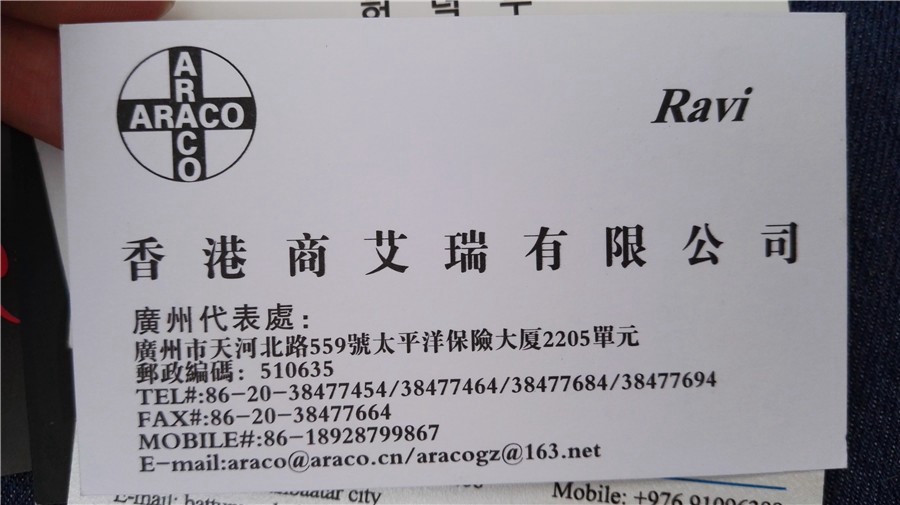 ARACO
ARACO
Ravi
香港商艾瑞有限公司
廣州代表處:
廣州市天河北路559號太平洋保險大厦2205單元
郵政編碼: 510635
TEL#:86-20-38477454/38477464/38477684/38477694
FAX#:86-20-38477664
MOBILE#:86-18928799867
E-mail:araco@araco.cn/aracogz@163.net
city
E-mail:
Mobile: +976